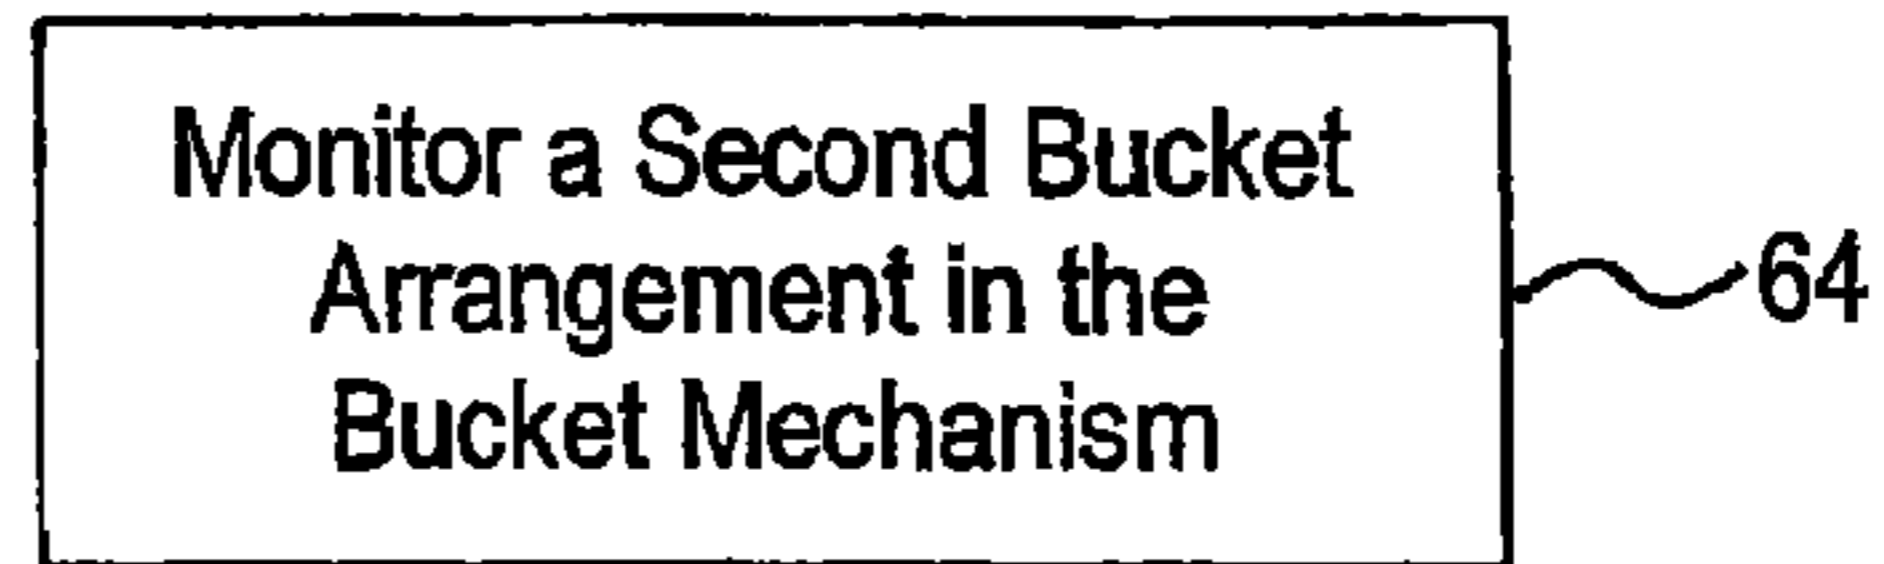 Monitor a Second Bucket
Arrangement in the
Bucket Mechanism
64